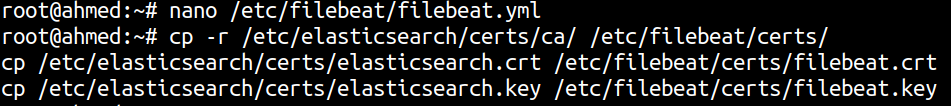 root@ahmed:~# nano /etc/filebeat/filebeat.yml
root@ahmed:~# cp -r /etc/elasticsearch/certs/ca/ /etc/filebeat/certs/
cp /etc/elasticsearch/certs/elasticsearch.crt /etc/filebeat/certs/filebeat.crt
cp /etc/elasticsearch/certs/elasticsearch.key /etc/filebeat/certs/filebeat.key